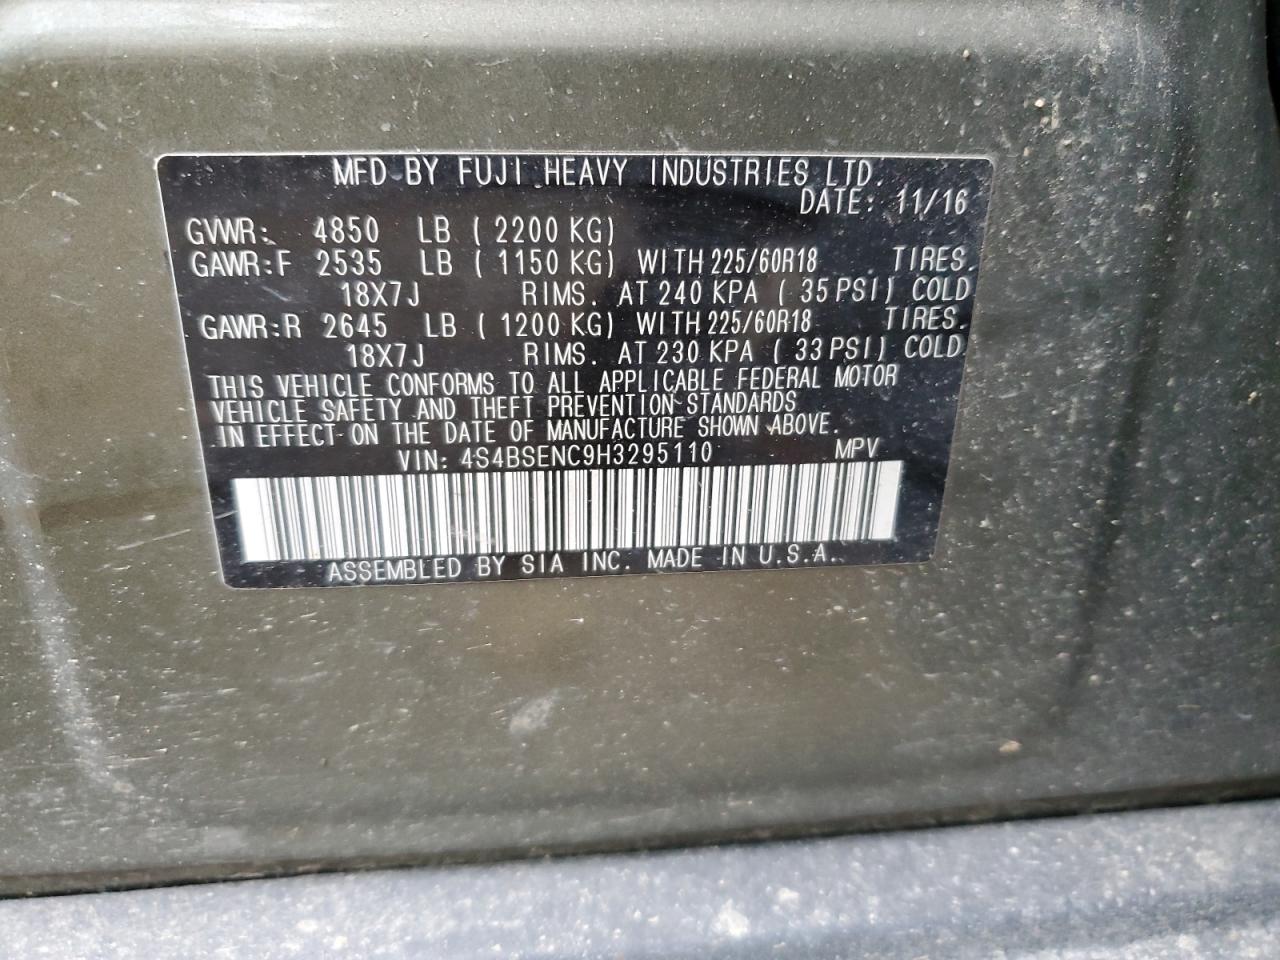 MFD BY FUJI HEAVY INDUSTRIES LTD.
DATE: 11/16
GVWR: 4850 LB ( 2200 KG)
GAWR:F 2535 LB ( 1150 KG) WITH 225/60R18 TIRES.
18X7J RIMS. AT 240 KPA ( 35PSI) COLD
GAWR:R 2645 LB ( 1200 KG) WITH 225/60R18 TIRES.
18X7J RIMS. AT 230 KPA ( 33PSI) COLD
THIS VEHICLE CONFORMS TO ALL APPLICABLE FEDERAL MOTOR
VEHICLE SAFETY AND THEFT PREVENTION STANDARDS
IN EFFECT ON THE DATE OF MANUFACTURE SHOWN ABOVE.
VIN: 4S4BSENC9H3295110 MPV
ASSEMBLED BY SIA INC. MADE IN U.S.A.